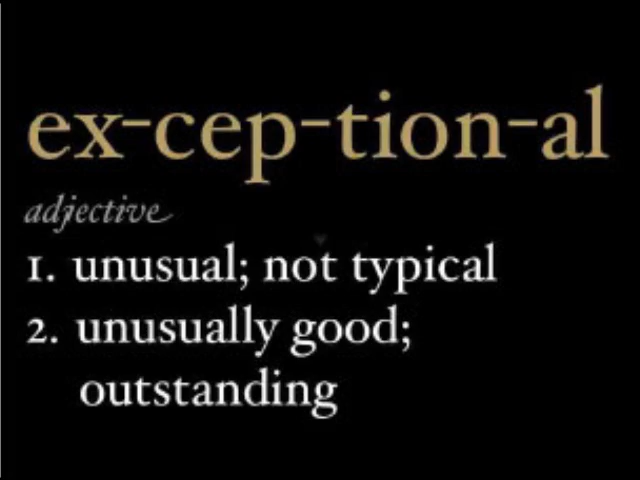 ex-cep-tion-al
adjective
1. unusual; not typical
2. unusually good;
outstanding